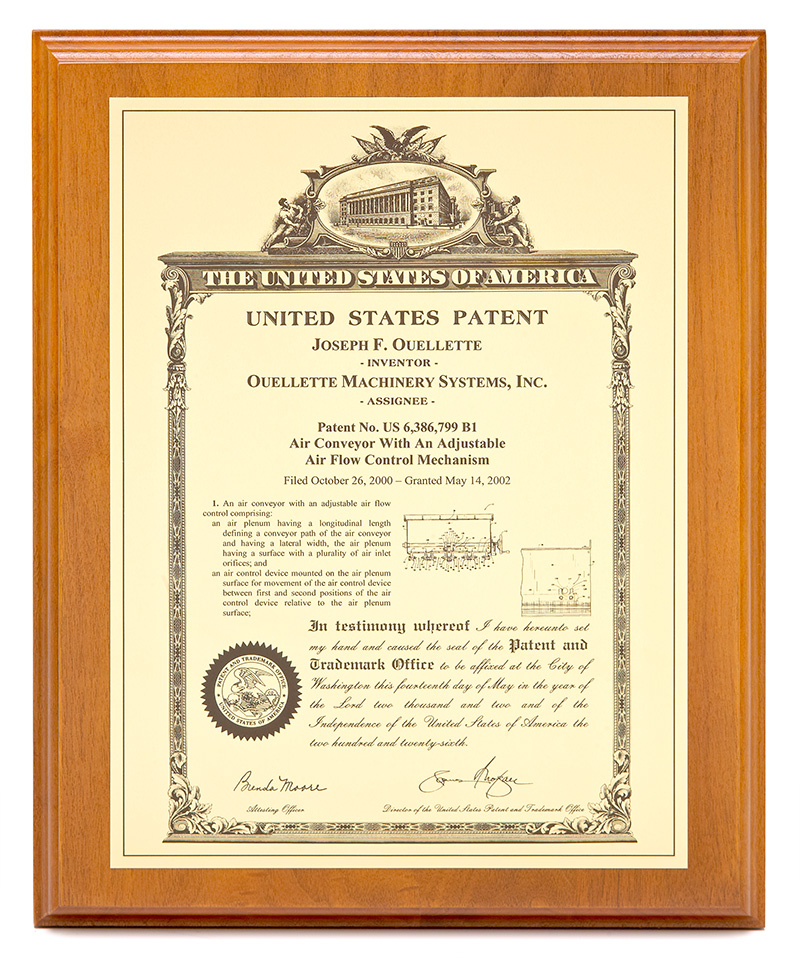 THE UNITED STATES OF AMERICA
UNITED STATES PATENT
JOSEPH F. OUELLETTE
- INVENTOR -
OUELLETTE MACHINERY SYSTEMS, INC.
- ASSIGNEE -
Patent No. US 6,386,799 B1
Air Conveyor With An Adjustable
Air Flow Control Mechanism
Filed October 26, 2000 – Granted May 14, 2002
1. An air conveyor with an adjustable air flow
control comprising:
an air plenum having a longitudinal length
defining a conveyor path of the air conveyor
and having a lateral width, the air plenum
having a surface with a plurality of air inlet
orifices; and
an air control device mounted on the air plenum
surface for movement of the air control device
between first and second positions of the air
control device relative to the air plenum
surface;
In testimony whereof I have hereunto set
my hand and caused the seal of the Patent and
Trademark Office to be affixed at the City of
Washington this fourteenth day of May in the year of
the Lord two thousand and two and of the
Independence of the United States of America the
two hundred and twenty-sixth.
PATENT AND TRADEMARK OFFICE
UNITED STATES OF AMERICA
Brenda Moore
Attesting Officer
Director of the United States Patent and Trademark Office